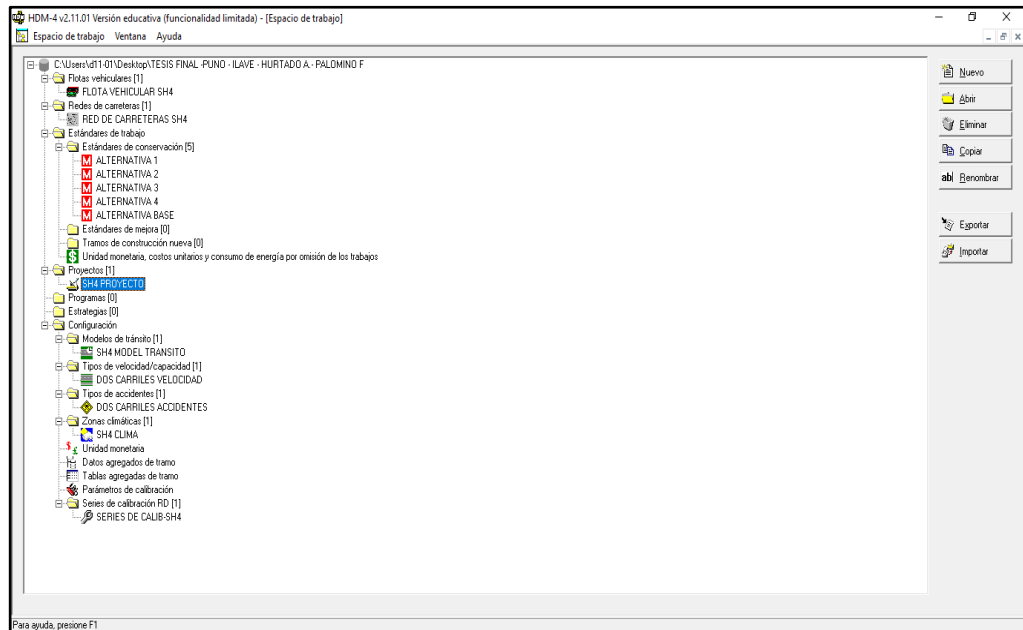 HDM-4 v2.11.01 Versión educativa (funcionalidad limitada) - [Espacio de trabajo]
Espacio de trabajo Ventana Ayuda
C:\Users\d11-01\Desktop\TESIS FINAL -PUNO - ILAVE - HURTADO A.- PALOMINO F
Flotas vehiculares [1]
FLOTA VEHICULAR SH4
Redes de carreteras [1]
RED DE CARRETERAS SH4
Estándares de trabajo
Estándares de conservación [5]
M ALTERNATIVA 1
M ALTERNATIVA 2
M ALTERNATIVA 3
M ALTERNATIVA 4
M ALTERNATIVA BASE
Estándares de mejora [0]
Tramos de construcción nueva [0]
Unidad monetaria, costos unitarios y consumo de energía por omisión de los trabajos
Proyectos [1]
SH4 PROYECTO
Programas [0]
Estrategias [0]
Configuración
Modelos de tránsito [1]
SH4 MODEL TRANSITO
Tipos de velocidad/capacidad [1]
DOS CARRILES VELOCIDAD
Tipos de accidentes [1]
DOS CARRILES ACCIDENTES
Zonas climáticas [1]
SH4 CLIMA
Unidad monetaria
Datos agregados de tramo
Tablas agregadas de tramo
Parámetros de calibración
Series de calibración RD [1]
SERIES DE CALIB-SH4
Nuevo
Abrir
Eliminar
Copiar
ab Renombrar
Exportar
Importar
Para ayuda, presione F1